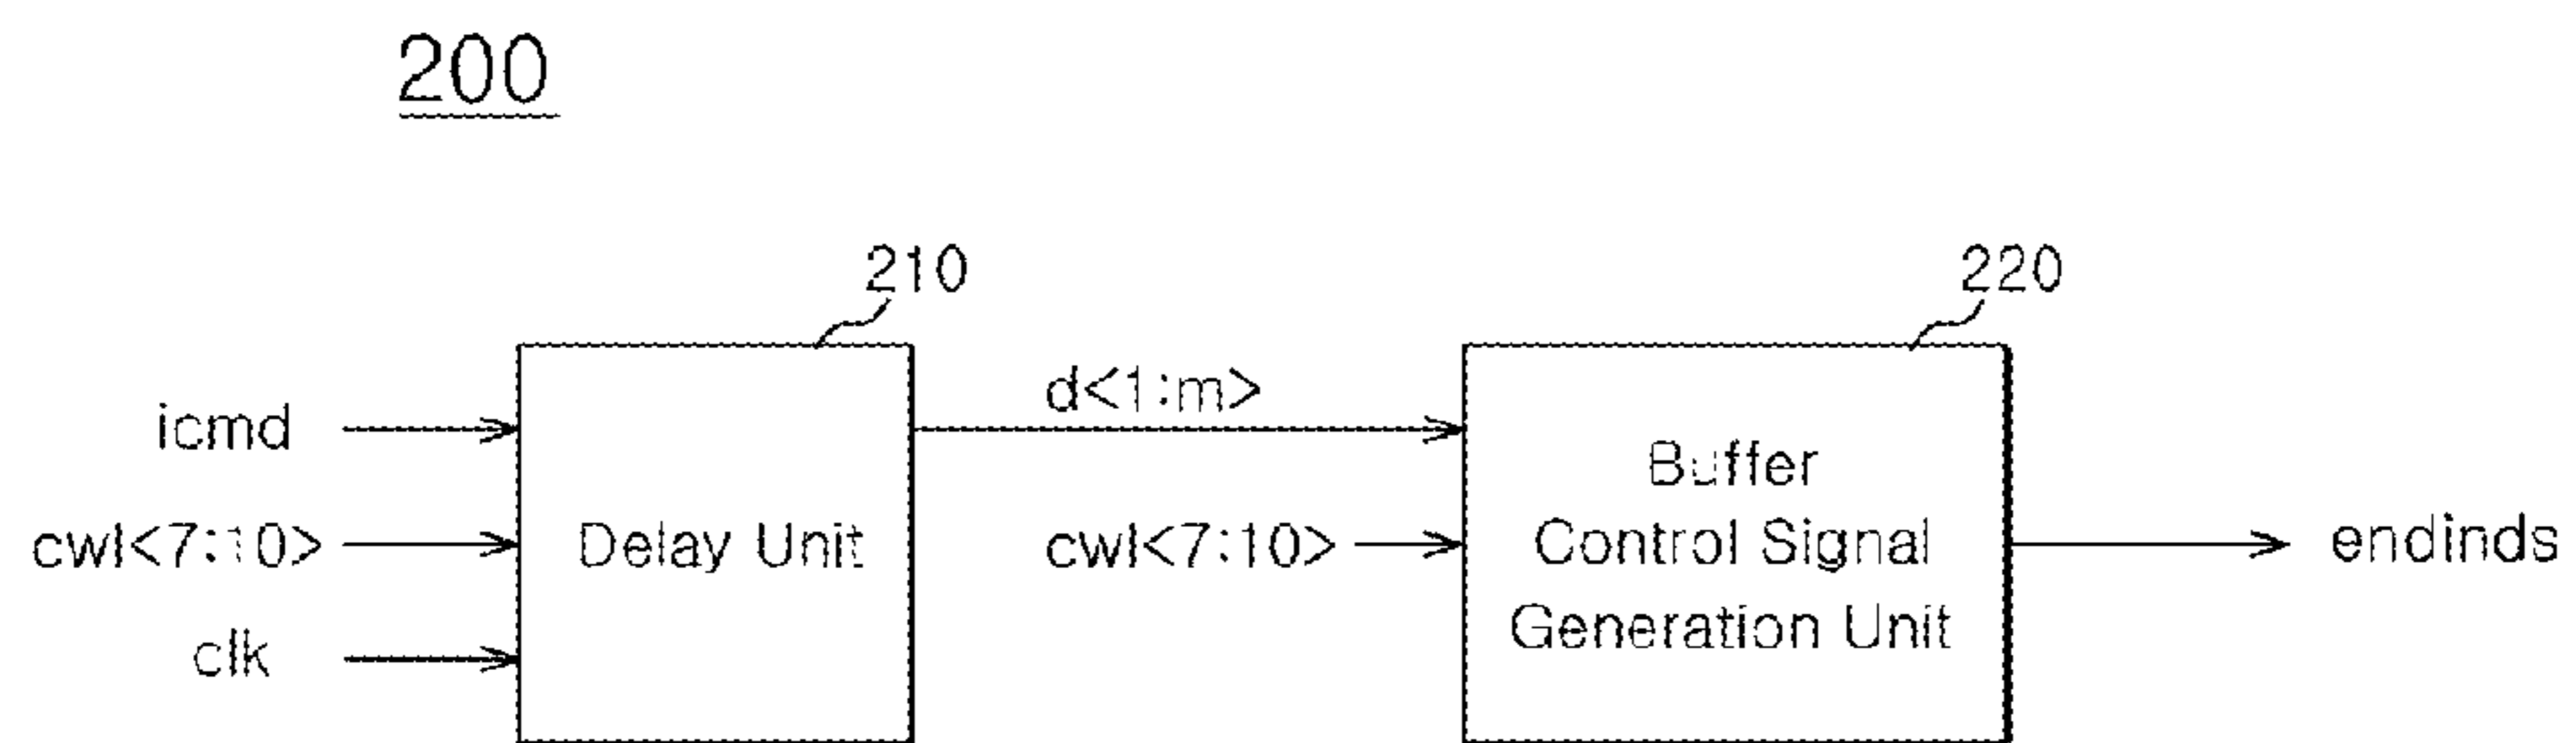 200
210
220
icmd
cwl<7:10>
clk
Delay Unit
d<1:m>
cwl<7:10>
Buffer
Control Signal
Generation Unit
endinds